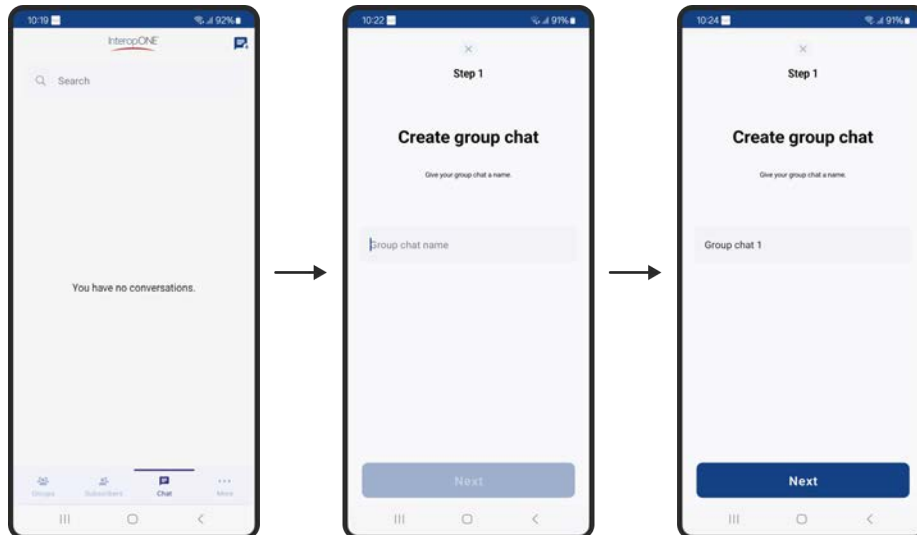 10:19
92%
InteropONE
Search
You have no conversations.
Groups
Subscribers
Chat
More
10:22
91%
Step 1
Create group chat
Give your group chat a name.
Group chat name
Next
10:24
91%
Step 1
Create group chat
Give your group chat a name.
Group chat 1
Next